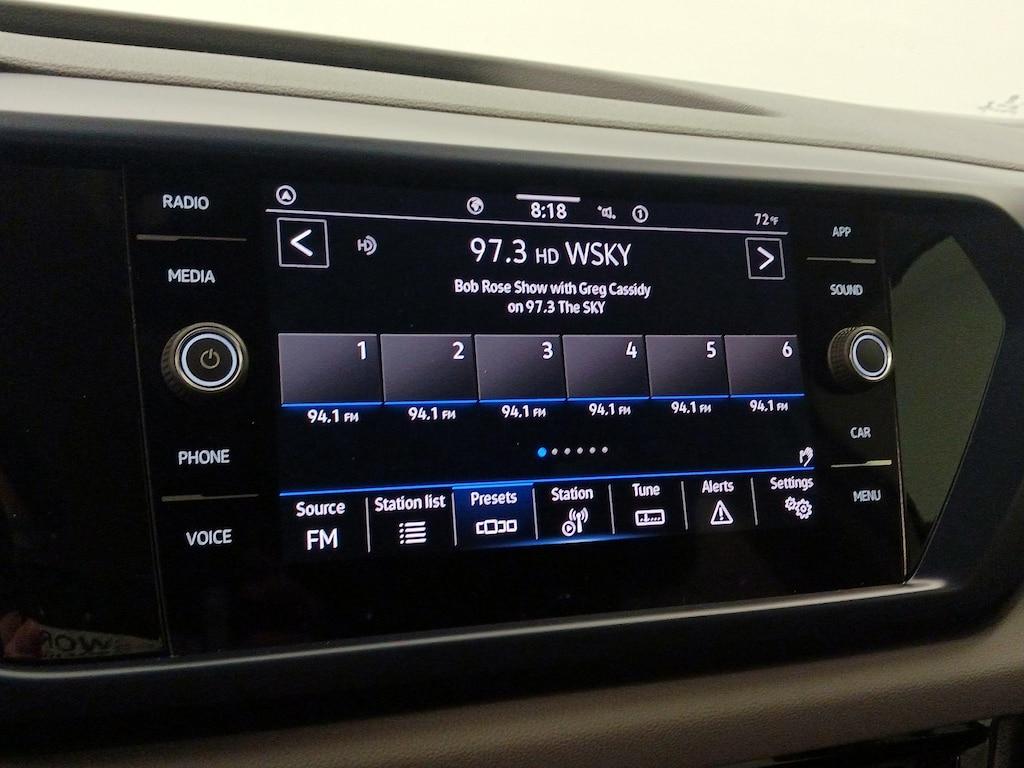 RADIO
MEDIA
PHONE
VOICE
8:18
1
72°F
HD
97.3 HD WSKY
Bob Rose Show with Greg Cassidy
on 97.3 The SKY
1 2 3 4 5 6
94.1 FM 94.1 FM 94.1 FM 94.1 FM 94.1 FM 94.1 FM
Source Station list Presets Station Tune Alerts Settings
FM
APP
SOUND
CAR
MENU